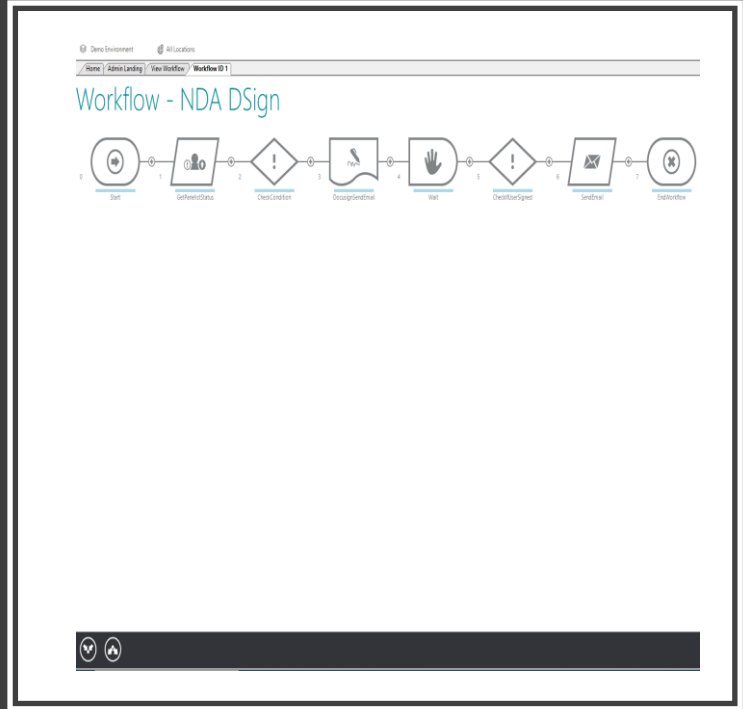 Demo Environment All Locations
Home Admin Landing View Workflow Workflow ID 1
Workflow - NDA DSign
0 1 2 3 4 5 6 7
Start GetPanelistStatus CheckCondition DocusignSendEmail Wait CheckIfUserSigned SendEmail EndWorkflow